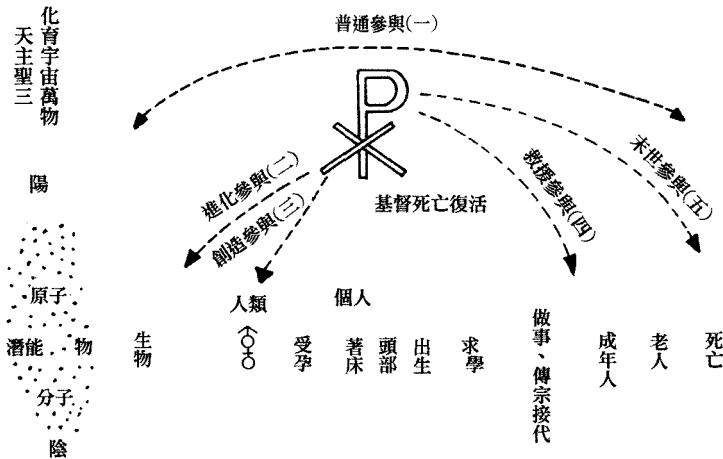 普通參與(一)
化育宇宙萬物
天主聖三
末世參與(五)
救援參與(四)
進化參與(二)
創造參與(三)
陽
基督死亡復活
原子
人類
個人
潛能
物
生物
受孕
著床
頭部
出生
求學
做事、傳宗接代
成年人
老人
死亡
分子
陰